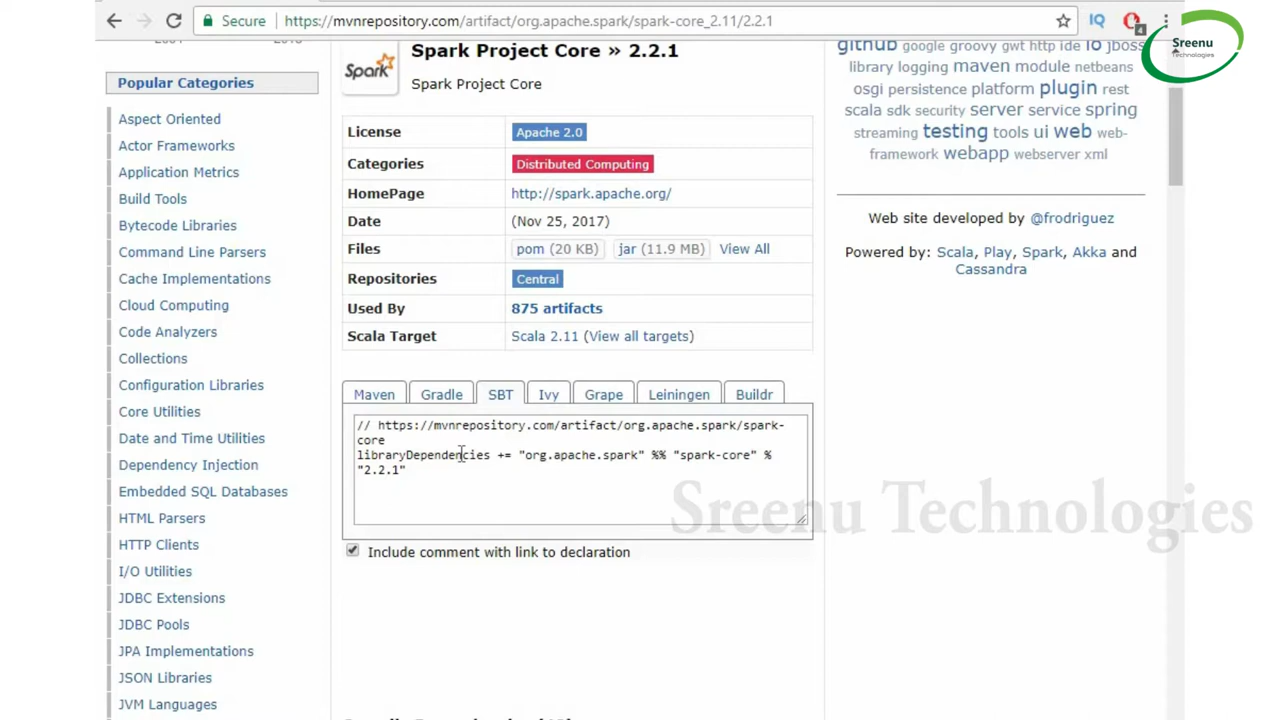 Secure
https://mvnrepository.com/artifact/org.apache.spark/spark-core_2.11/2.2.1
IQ
4
Sreenu
Technologies
Popular Categories
Aspect Oriented
Actor Frameworks
Application Metrics
Build Tools
Bytecode Libraries
Command Line Parsers
Cache Implementations
Cloud Computing
Code Analyzers
Collections
Configuration Libraries
Core Utilities
Date and Time Utilities
Dependency Injection
Embedded SQL Databases
HTML Parsers
HTTP Clients
I/O Utilities
JDBC Extensions
JDBC Pools
JPA Implementations
JSON Libraries
JVM Languages
Spark
Spark Project Core » 2.2.1
Spark Project Core
License Apache 2.0
Categories Distributed Computing
HomePage http://spark.apache.org/
Date (Nov 25, 2017)
Files pom (20 KB) jar (11.9 MB) View All
Repositories Central
Used By 875 artifacts
Scala Target Scala 2.11 (View all targets)
Maven Gradle SBT Ivy Grape Leiningen Buildr
// https://mvnrepository.com/artifact/org.apache.spark/spark-
core
libraryDependencies += "org.apache.spark" %% "spark-core" %
"2.2.1"
Include comment with link to declaration
github google groovy gwt http ide io jboss
library logging maven module netbeans
osgi persistence platform plugin rest
scala sdk security server service spring
streaming testing tools ui web web-
framework webapp webserver xml
Web site developed by @frodriguez
Powered by: Scala, Play, Spark, Akka and
Cassandra
Sreenu Technologies